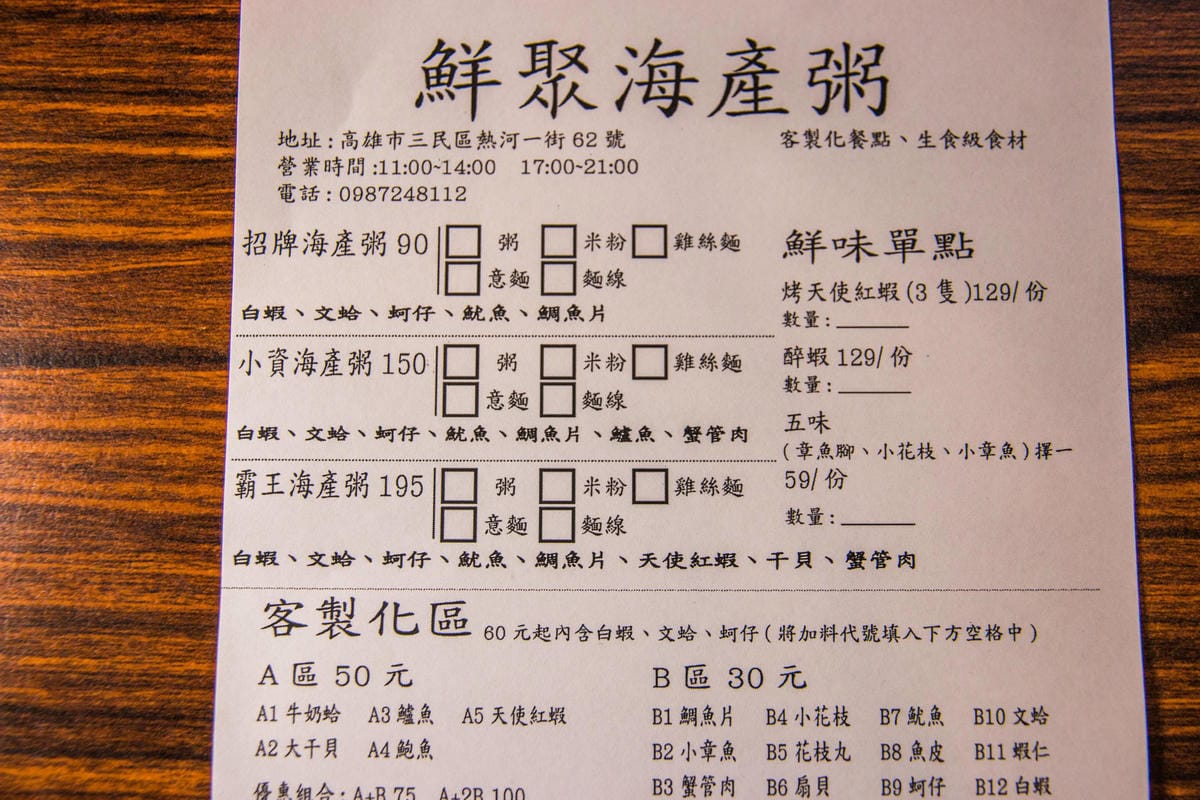 鮮聚海產粥
地址:高雄市三民區熱河一街 62 號
營業時間:11:00~14:00 17:00~21:00
電話:0987248112
客製化餐點、生食級食材
招牌海產粥 90
粥 米粉 雞絲麵
意麵 麵線
白蝦、文蛤、蚵仔、魷魚、鯛魚片
小資海產粥 150
粥 米粉 雞絲麵
意麵 麵線
白蝦、文蛤、蚵仔、魷魚、鯛魚片、鱸魚、蟹管肉
霸王海產粥 195
粥 米粉 雞絲麵
意麵 麵線
白蝦、文蛤、蚵仔、魷魚、鯛魚片、天使紅蝦、干貝、蟹管肉
鮮味單點
烤天使紅蝦(3 隻)129/ 份
數量:
醉蝦 129/ 份
數量:
五味
(章魚腳、小花枝、小章魚)擇一
59/ 份
數量:
客製化區 60 元起內含白蝦、文蛤、蚵仔(將加料代號填入下方空格中)
A 區 50 元
A1 牛奶蛤 A3 鱸魚 A5 天使紅蝦
A2 大干貝 A4 鮑魚
優惠組合:A+B 75 A+2B 100
B 區 30 元
B1 鯛魚片 B4 小花枝 B7 魷魚 B10 文蛤
B2 小章魚 B5 花枝丸 B8 魚皮 B11 蝦仁
B3 蟹管肉 B6 扇貝 B9 蚵仔 B12 白蝦